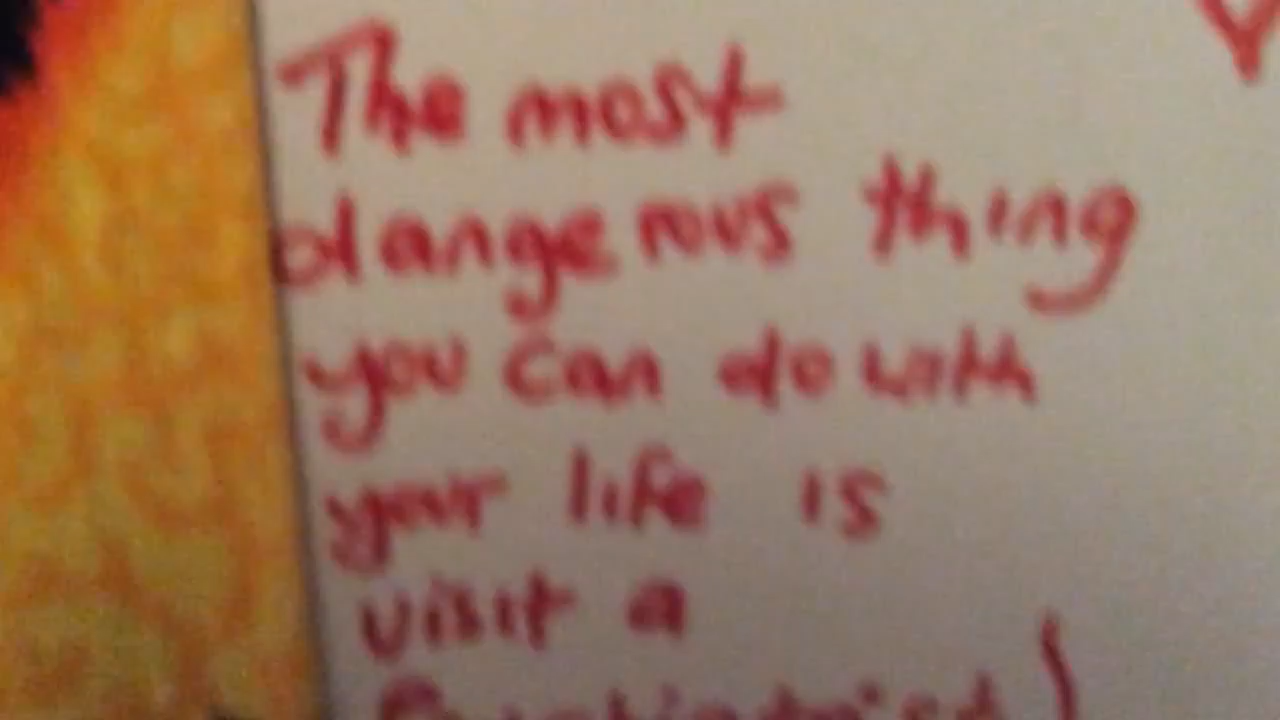 The most
dangerous thing
you can do with
your life is
visit a